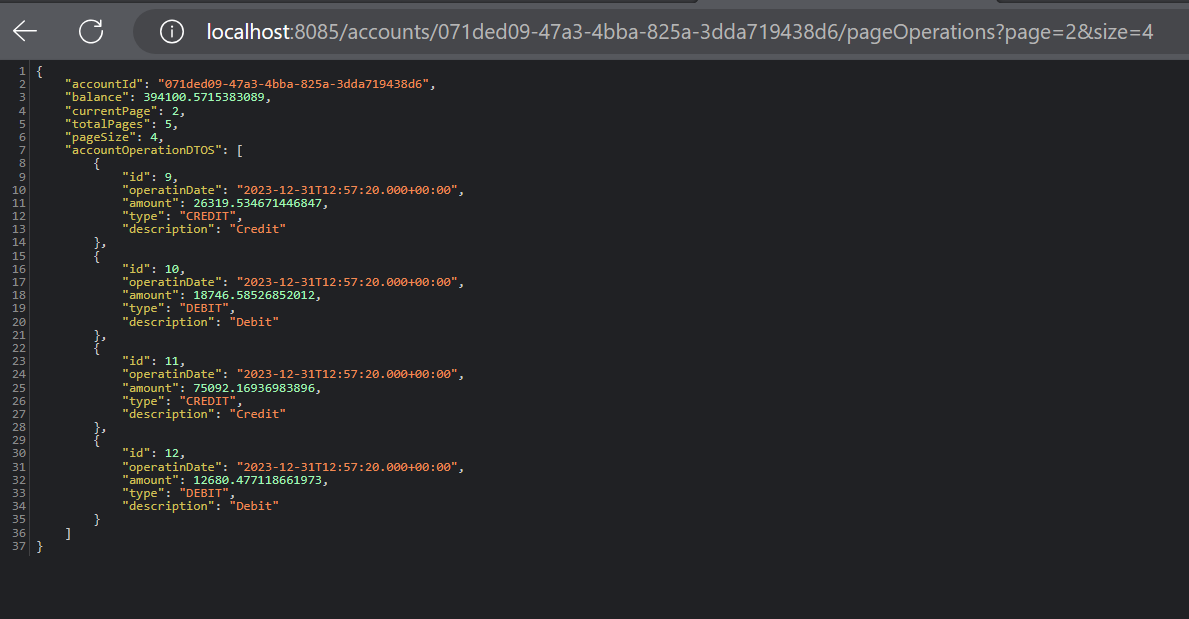 localhost:8085/accounts/071ded09-47a3-4bba-825a-3dda719438d6/pageOperations?page=2&size=4
1 {
2     "accountId": "071ded09-47a3-4bba-825a-3dda719438d6",
3     "balance": 394100.5715383089,
4     "currentPage": 2,
5     "totalPages": 5,
6     "pageSize": 4,
7     "accountOperationDTOS": [
8         {
9             "id": 9,
10             "operatinDate": "2023-12-31T12:57:20.000+00:00",
11             "amount": 26319.534671446847,
12             "type": "CREDIT",
13             "description": "Credit"
14         },
15         {
16             "id": 10,
17             "operatinDate": "2023-12-31T12:57:20.000+00:00",
18             "amount": 18746.58526852012,
19             "type": "DEBIT",
20             "description": "Debit"
21         },
22         {
23             "id": 11,
24             "operatinDate": "2023-12-31T12:57:20.000+00:00",
25             "amount": 75092.16936983896,
26             "type": "CREDIT",
27             "description": "Credit"
28         },
29         {
30             "id": 12,
31             "operatinDate": "2023-12-31T12:57:20.000+00:00",
32             "amount": 12680.477118661973,
33             "type": "DEBIT",
34             "description": "Debit"
35         }
36     ]
37 }